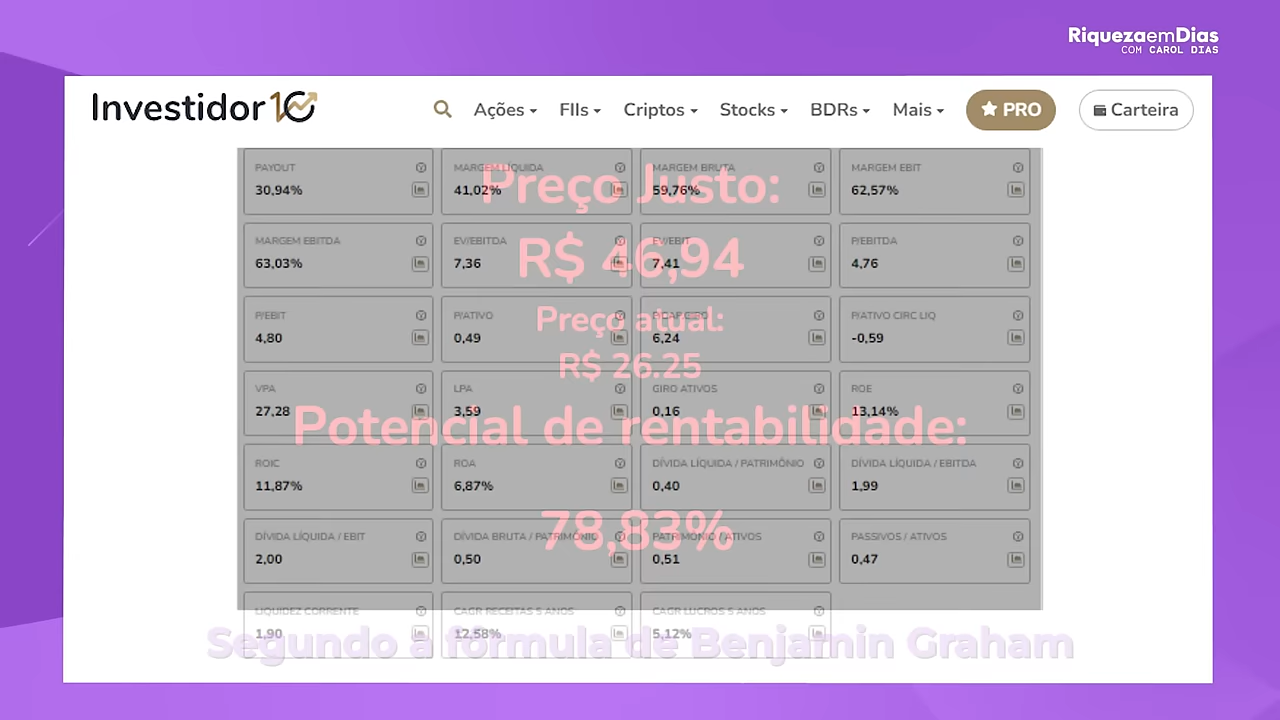 RiquezaemDias
COM CAROL DIAS
Investidor 10
Ações
FIIs
Criptos
Stocks
BDRs
Mais
PRO
Carteira
PAYOUT
30,94%
MARGEM LÍQUIDA
41,02%
MARGEM BRUTA
59,76%
MARGEM EBIT
62,57%
Preço Justo:
R$ 46,94
MARGEM EBITDA
63,03%
EV/EBITDA
7,36
EV/EBIT
7,41
P/EBITDA
4,76
Preço atual:
R$ 26.25
P/EBIT
4,80
P/ATIVO
0,49
6,24
P/ATIVO CIRC LIQ
-0,59
VPA
27,28
LPA
3,59
GIRO ATIVOS
0,16
ROE
13,14%
Potencial de rentabilidade:
78,83%
ROIC
11,87%
ROA
6,87%
DÍVIDA LÍQUIDA / PATRIMÔNIO
0,40
DÍVIDA LÍQUIDA / EBITDA
1,99
DÍVIDA LÍQUIDA / EBIT
2,00
DÍVIDA BRUTA / PATRIMÔNIO
0,50
PATRIMÔNIO / ATIVOS
0,51
PASSIVOS / ATIVOS
0,47
LIQUIDEZ CORRENTE
1,90
CAGR RECEITAS 5 ANOS
12,58%
CAGR LUCROS 5 ANOS
5,12%
Segundo a fórmula de Benjamin Graham